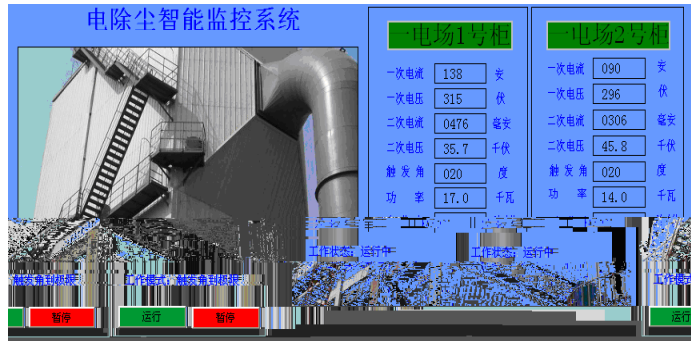 电除尘智能监控系统
一电场1号柜
一次电流 138 安
一次电压 315 伏
二次电流 0476 毫安
二次电压 35.7 千伏
触发角 020 度
功率 17.0 千瓦
一电场2号柜
一次电流 090 安
一次电压 296 伏
二次电流 0306 毫安
二次电压 45.8 千伏
触发角 020 度
功率 14.0 千瓦
工作状态：运行中
工作状态：运行中
触发角到极报
工作模式：触发角到极报
工作模式
暂停
运行
暂停
运行